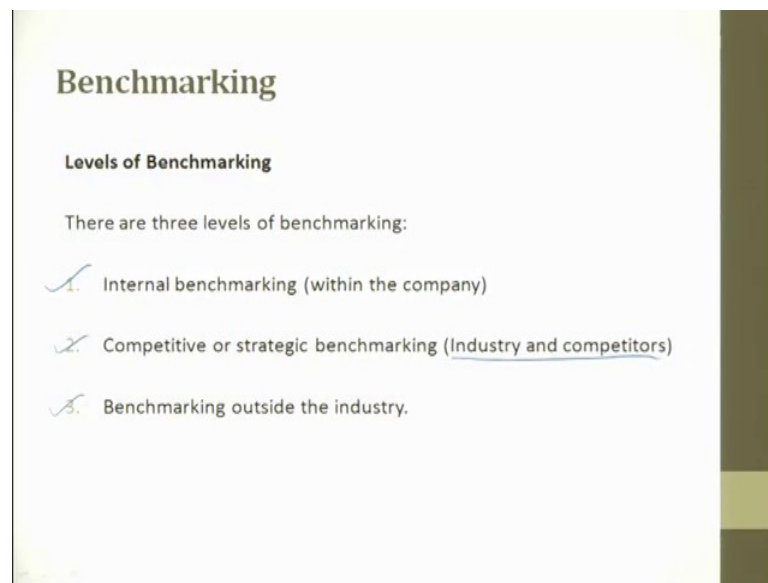 Benchmarking
Levels of Benchmarking
There are three levels of benchmarking:
1. Internal benchmarking (within the company)
2. Competitive or strategic benchmarking (Industry and competitors)
3. Benchmarking outside the industry.